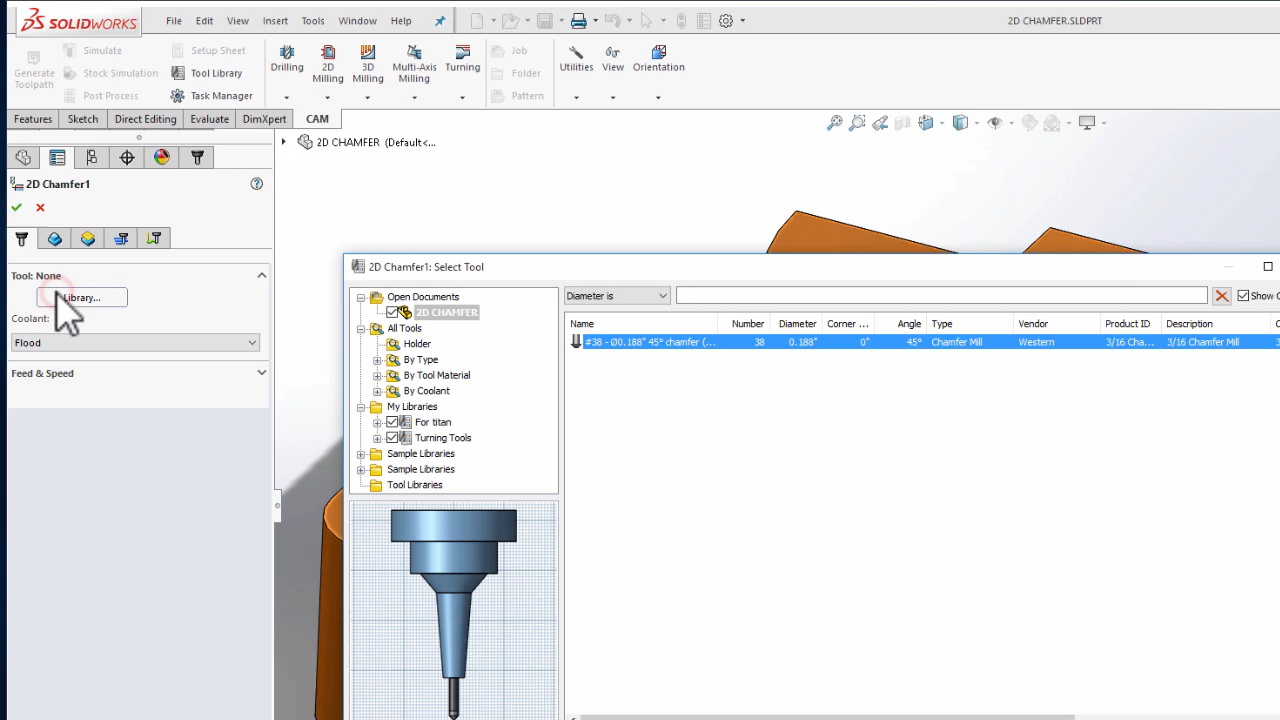 SOLIDWORKS
File Edit View Insert Tools Window Help
2D CHAMFER.SLDPRT
Generate Toolpath
Simulate
Stock Simulation
Post Process
Setup Sheet
Tool Library
Task Manager
Drilling
2D Milling
3D Milling
Multi-Axis Milling
Turning
Job
Folder
Pattern
Utilities
View
Orientation
Features Sketch Direct Editing Evaluate DimXpert CAM
2D CHAMFER (Default<...
2D Chamfer1
Tool: None
Library...
Coolant:
Flood
Feed & Speed
2D Chamfer1: Select Tool
Open Documents
2D CHAMFER
All Tools
Holder
By Type
By Tool Material
By Coolant
My Libraries
For titan
Turning Tools
Sample Libraries
Sample Libraries
Tool Libraries
Diameter is
Show
Name Number Diameter Corner ... Angle Type Vendor Product ID Description
#38 - Ø0.188" 45° chamfer (... 38 0.188" 0" 45° Chamfer Mill Western 3/16 Cha... 3/16 Chamfer Mill